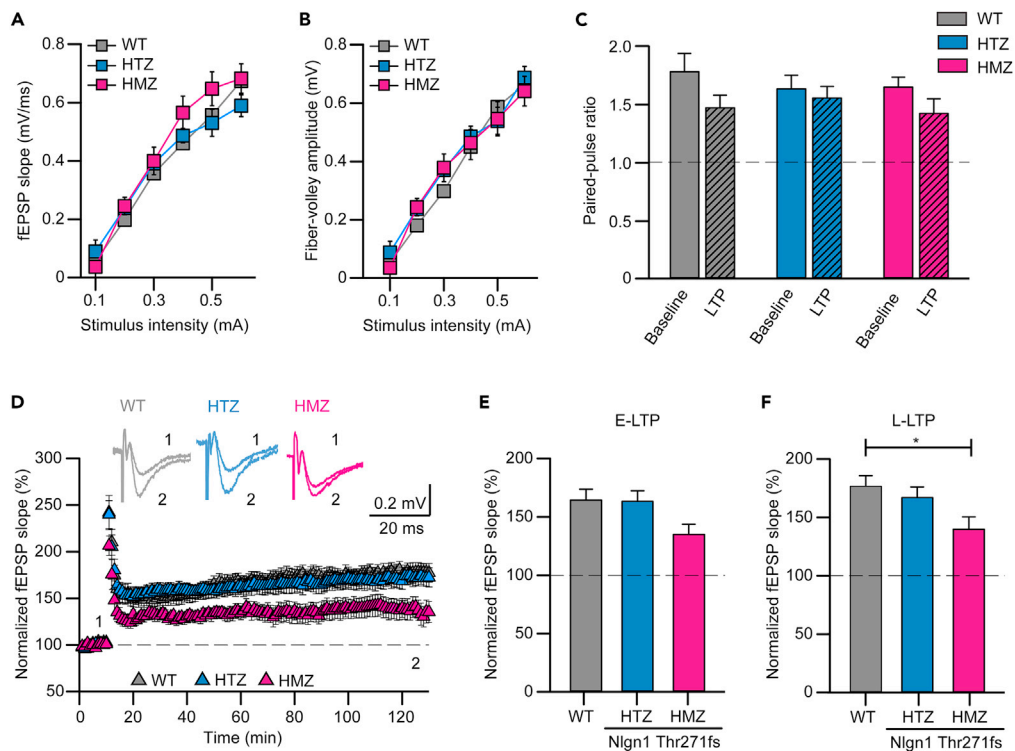 A
WT
HTZ
HMZ
fEPSP slope (mV/ms)
0.8
0.6
0.4
0.2
0
0.1 0.3 0.5
Stimulus intensity (mA)
B
WT
HTZ
HMZ
Fiber-volley amplitude (mV)
0.8
0.6
0.4
0.2
0
0.1 0.3 0.5
Stimulus intensity (mA)
C
WT
HTZ
HMZ
Paired-pulse ratio
2.0
1.5
1.0
0.5
0
Baseline LTP Baseline LTP Baseline LTP
D
WT HTZ HMZ
1 1 1
2 2 2
0.2 mV
20 ms
Normalized fEPSP slope (%)
300
250
200
150
100
50
1
2
WT HTZ HMZ
0 20 40 60 80 100 120
Time (min)
E
E-LTP
Normalized fEPSP slope (%)
200
150
100
50
0
WT HTZ HMZ
Nlgn1 Thr271fs
F
L-LTP
*
Normalized fEPSP slope (%)
200
150
100
50
0
WT HTZ HMZ
Nlgn1 Thr271fs